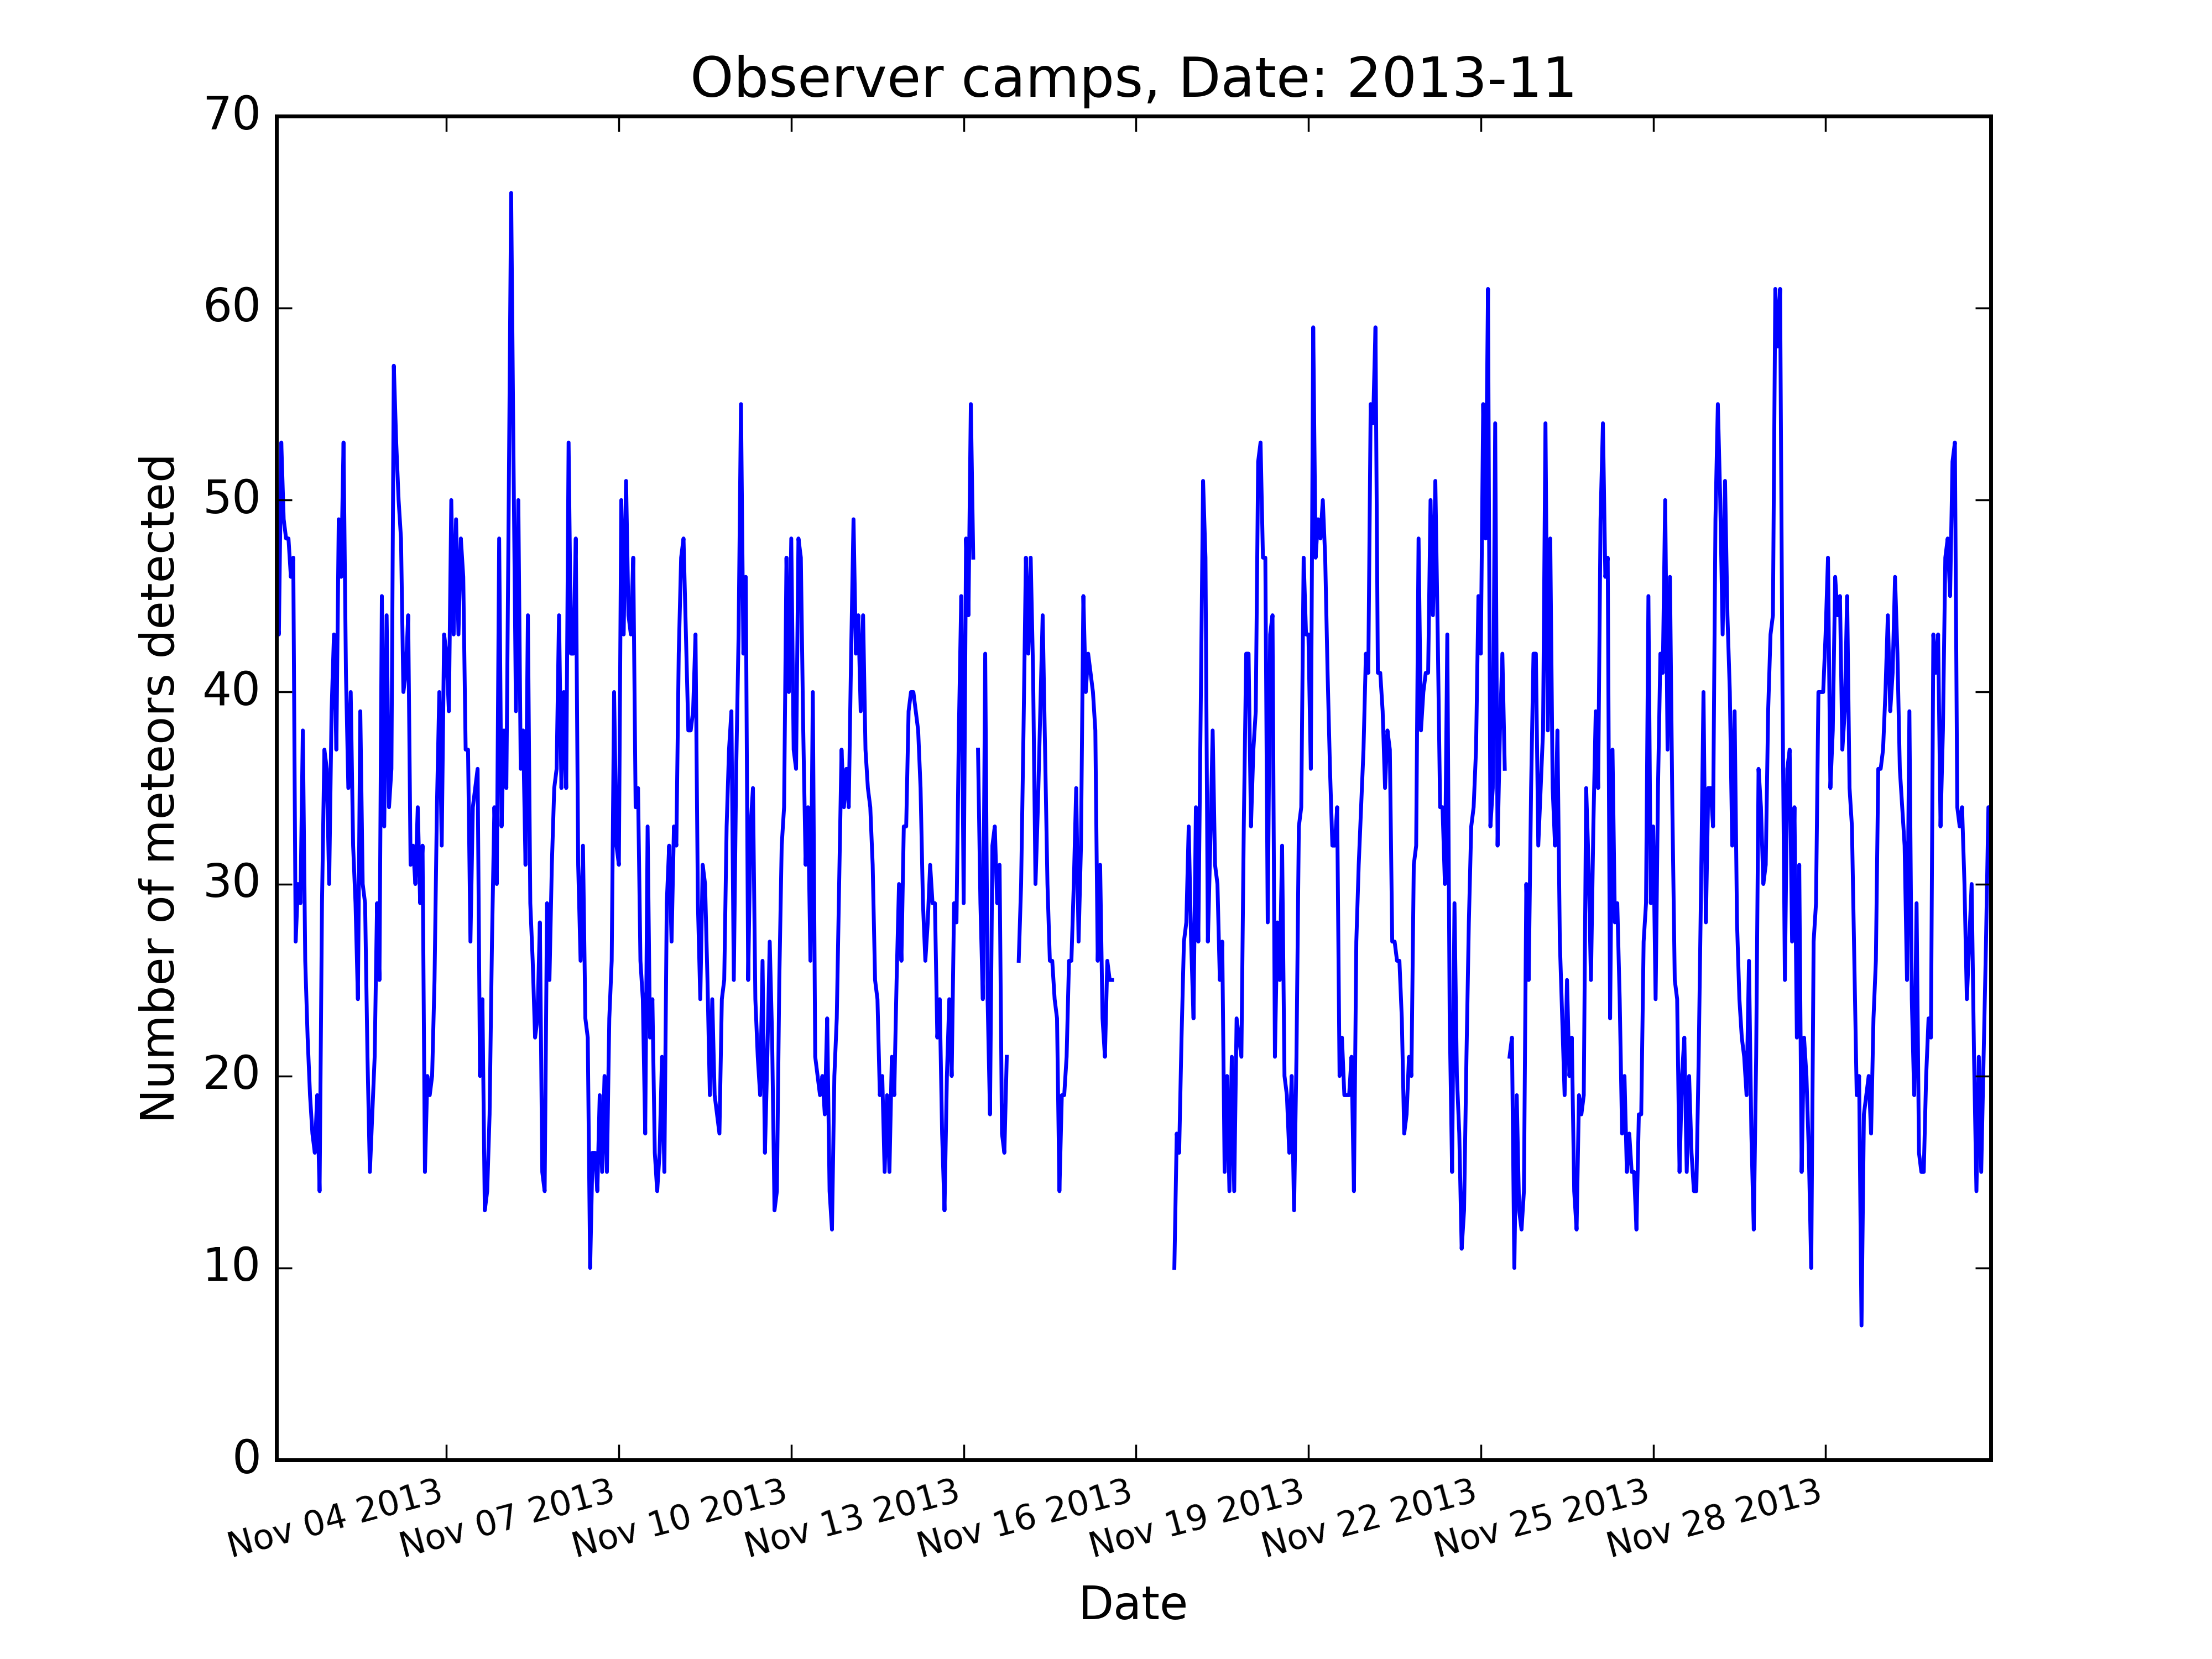 Observer camps, Date: 2013-11
70
60
50
40
30
20
10
0
Number of meteors detected
Nov 04 2013
Nov 07 2013
Nov 10 2013
Nov 13 2013
Nov 16 2013
Nov 19 2013
Nov 22 2013
Nov 25 2013
Nov 28 2013
Date